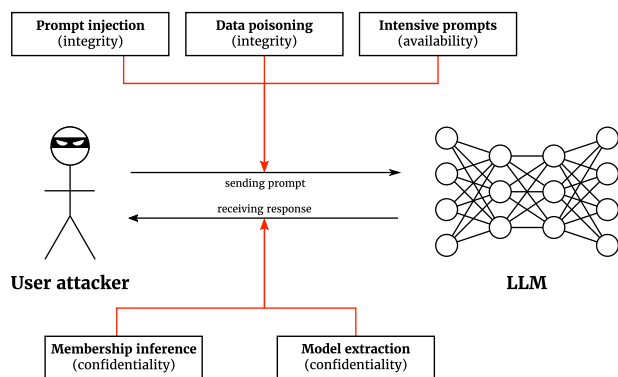 Prompt injection
(integrity)
Data poisoning
(integrity)
Intensive prompts
(availability)
sending prompt
receiving response
User attacker
LLM
Membership inference
(confidentiality)
Model extraction
(confidentiality)